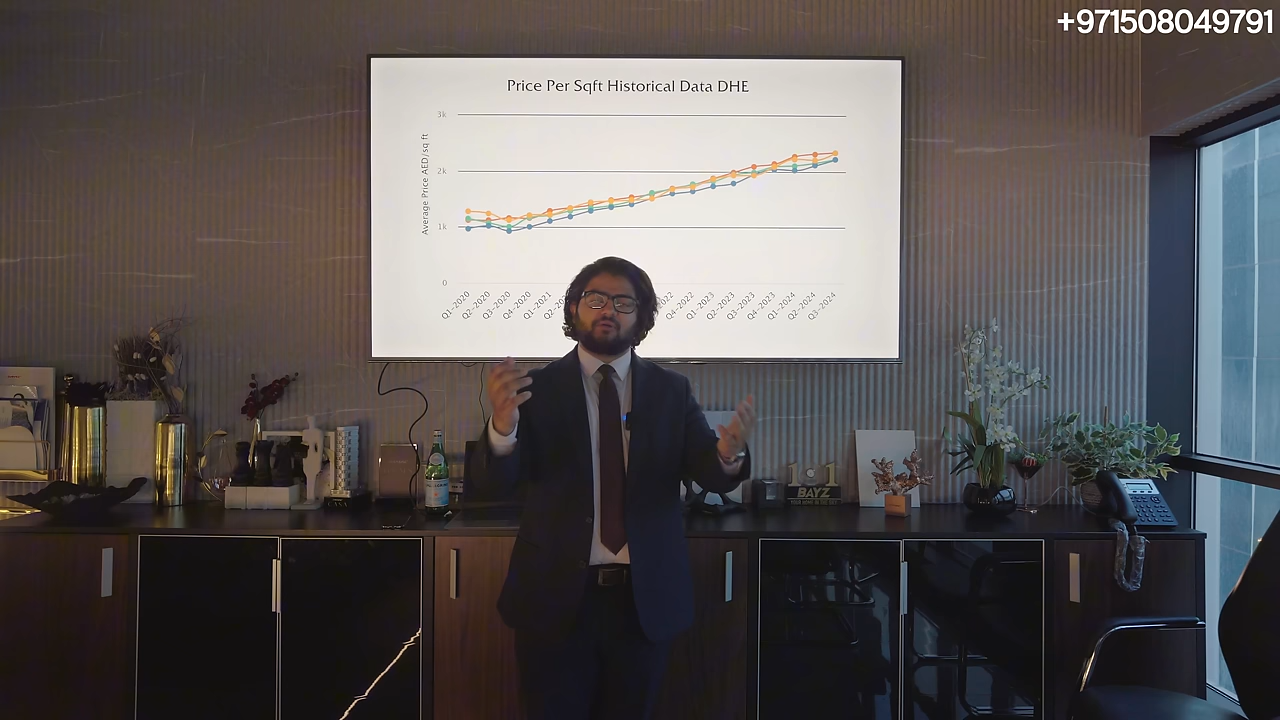 +971508049791
Price Per Sqft Historical Data DHE
Average Price AED/sq ft
3k
2k
1k
0
Q1-2020
Q2-2020
Q3-2020
Q4-2020
Q1-2021
Q4-2022
Q1-2023
Q2-2023
Q3-2023
Q4-2023
Q1-2024
Q2-2024
Q3-2024
101
BAYZ